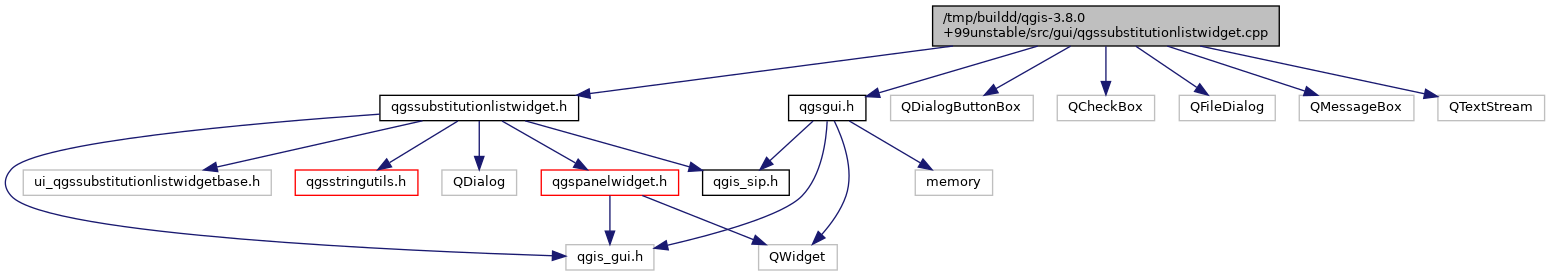 /tmp/buildd/qgis-3.8.0
+99unstable/src/gui/qgssubstitutionlistwidget.cpp
qgssubstitutionlistwidget.h
qgsgui.h
QDialogButtonBox
QCheckBox
QFileDialog
QMessageBox
QTextStream
ui_qgssubstitutionlistwidgetbase.h
qgsstringutils.h
QDialog
qgspanelwidget.h
qgis_sip.h
memory
qgis_gui.h
QWidget